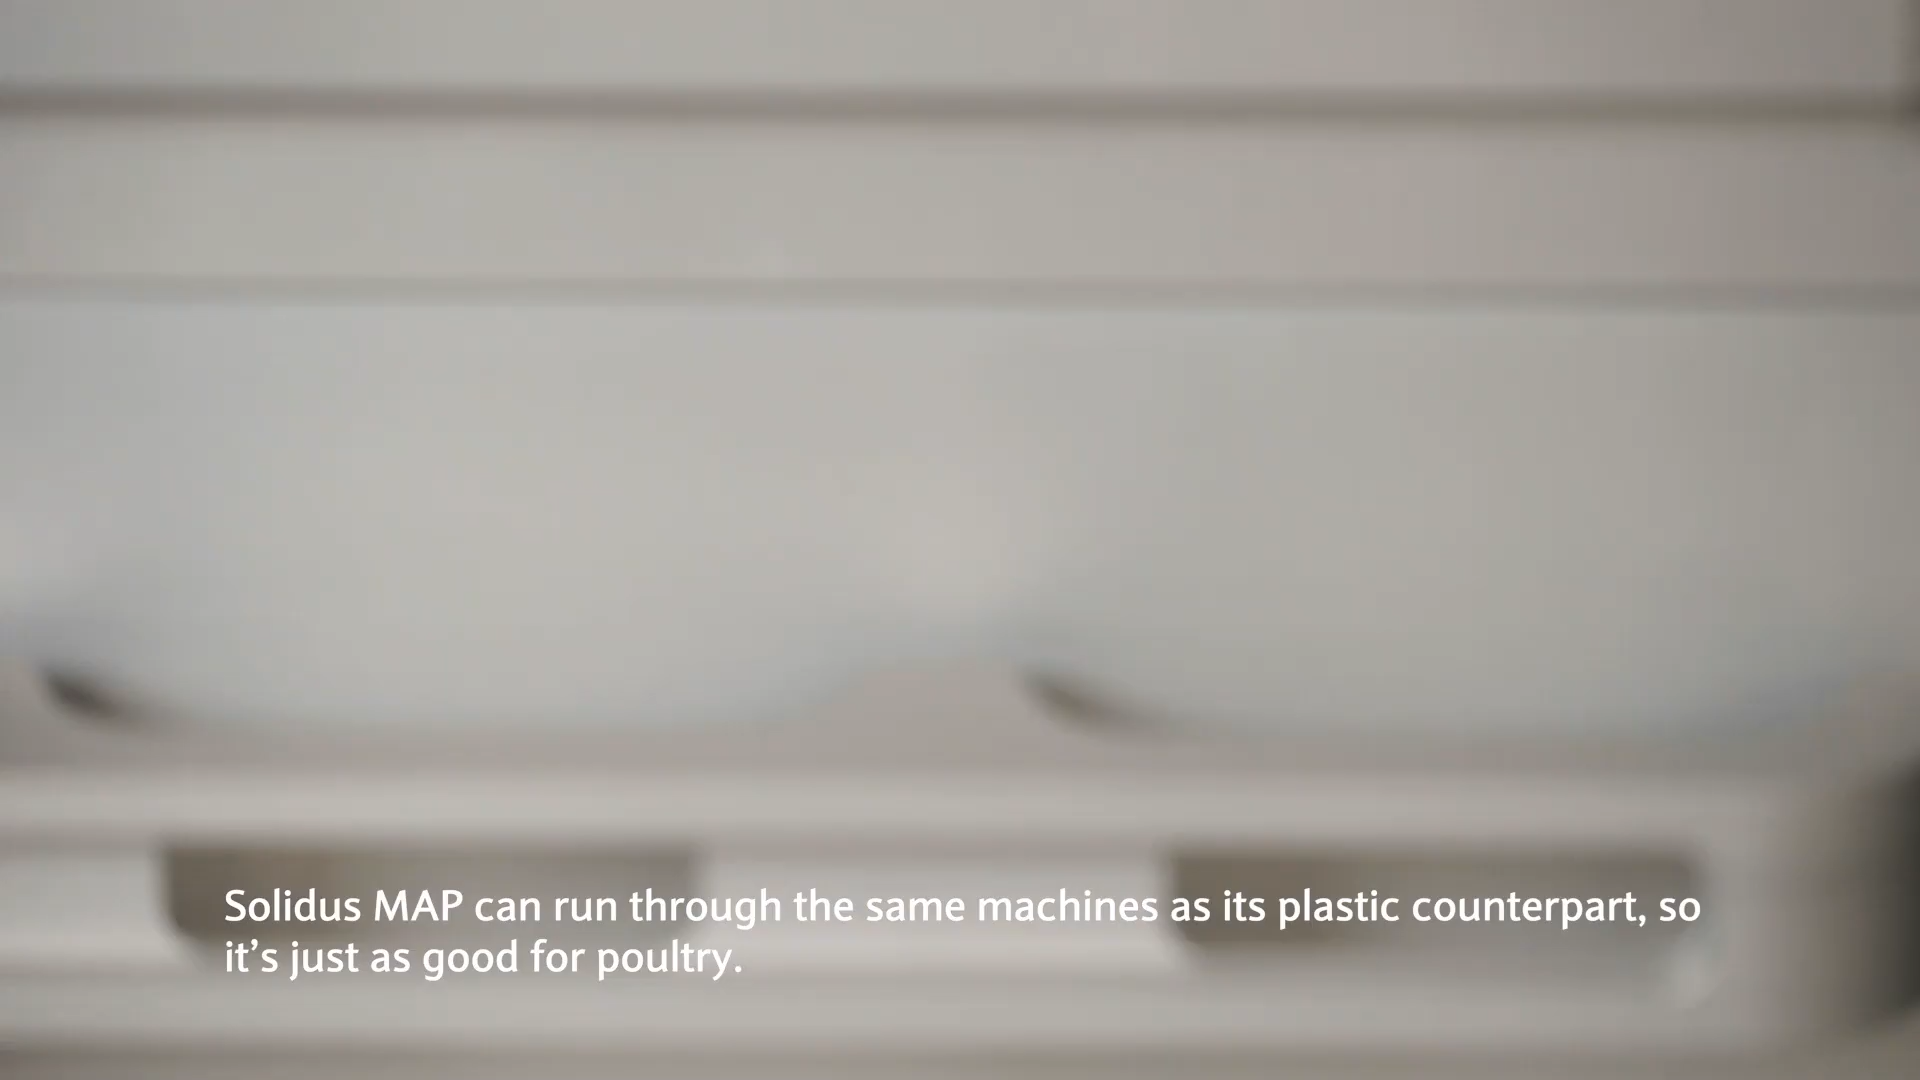 Solidus MAP can run through the same machines as its plastic counterpart, so
it’s just as good for poultry.